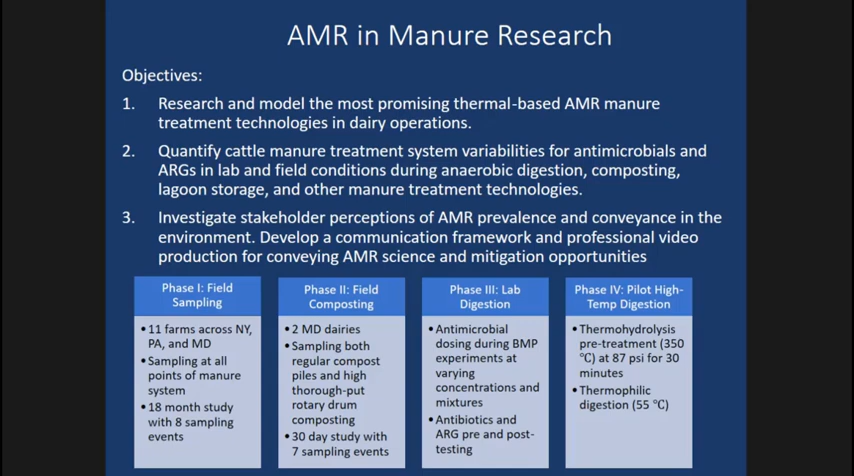 AMR in Manure Research
Objectives:
1. Research and model the most promising thermal-based AMR manure
treatment technologies in dairy operations.
2. Quantify cattle manure treatment system variabilities for antimicrobials and
ARGs in lab and field conditions during anaerobic digestion, composting,
lagoon storage, and other manure treatment technologies.
3. Investigate stakeholder perceptions of AMR prevalence and conveyance in the
environment. Develop a communication framework and professional video
production for conveying AMR science and mitigation opportunities
Phase I: Field
Sampling
• 11 farms across NY,
PA, and MD
• Sampling at all
points of manure
system
• 18 month study
with 8 sampling
events
Phase II: Field
Composting
• 2 MD dairies
• Sampling both
regular compost
piles and high
thorough-put
rotary drum
composting
• 30 day study with
7 sampling events
Phase III: Lab
Digestion
• Antimicrobial
dosing during BMP
experiments at
varying
concentrations and
mixtures
• Antibiotics and
ARG pre and post-
testing
Phase IV: Pilot High-
Temp Digestion
• Thermohydrolysis
pre-treatment (350
℃) at 87 psi for 30
minutes
• Thermophilic
digestion (55 ℃)